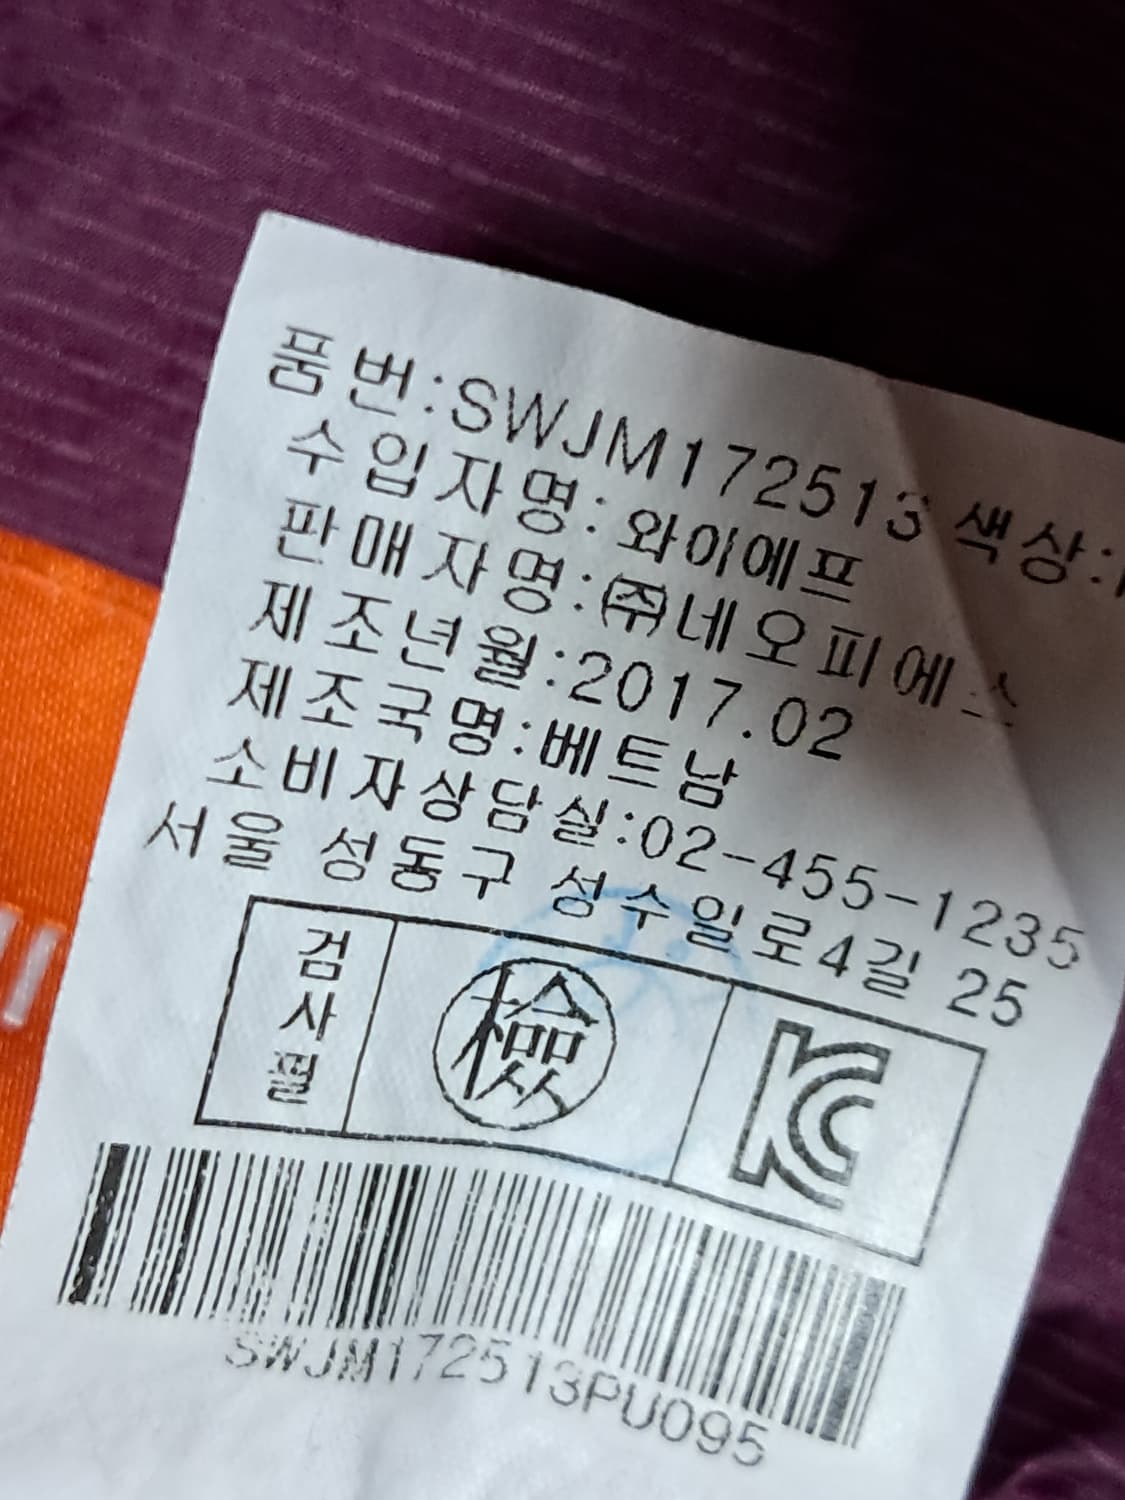 품번:SWJM172513 색상:
수입자명:와이에프
판매자명:㈜네오피에스
제조년월:2017.02
제조국명:베트남
소비자상담실:02-455-1235
서울 성동구 성수일로4길 25
검사필
檢
KC
SWJM172513PU095